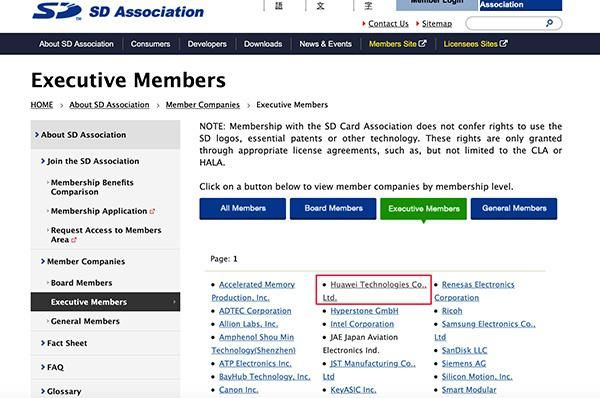 SD Association
語 文 字
Member Login
Association
Contact Us Sitemap
About SD Association Consumers Developers Downloads News & Events Members Site Licensees Sites
Executive Members
HOME > About SD Association > Member Companies > Executive Members
About SD Association
Join the SD Association
Membership Benefits
Comparison
Membership Application
Request Access to Members
Area
Member Companies
Board Members
Executive Members
General Members
Fact Sheet
FAQ
Glossary
NOTE: Membership with the SD Card Association does not confer rights to use the
SD logos, essential patents or other technology. These rights are only granted
through appropriate license agreements, such as, but not limited to the CLA or
HALA.
Click on a button below to view member companies by membership level.
All Members Board Members Executive Members General Members
Page: 1
Accelerated Memory
Production, Inc.
ADTEC Corporation
Allion Labs, Inc.
Amphenol Shou Min
Technology(Shenzhen)
ATP Electronics Inc.
BayHub Technology, Inc.
Canon Inc.
Huawei Technologies Co.,
Ltd.
Hyperstone GmbH
Intel Corporation
JAE Japan Aviation
Electronics Ind.
JST Manufacturing Co.,
Ltd.
KeyASIC Inc.
Renesas Electronics
Corporation
Ricoh
Samsung Electronics Co.,
Ltd
SanDisk LLC
Siemens AG
Silicon Motion, Inc.
Smart Modular